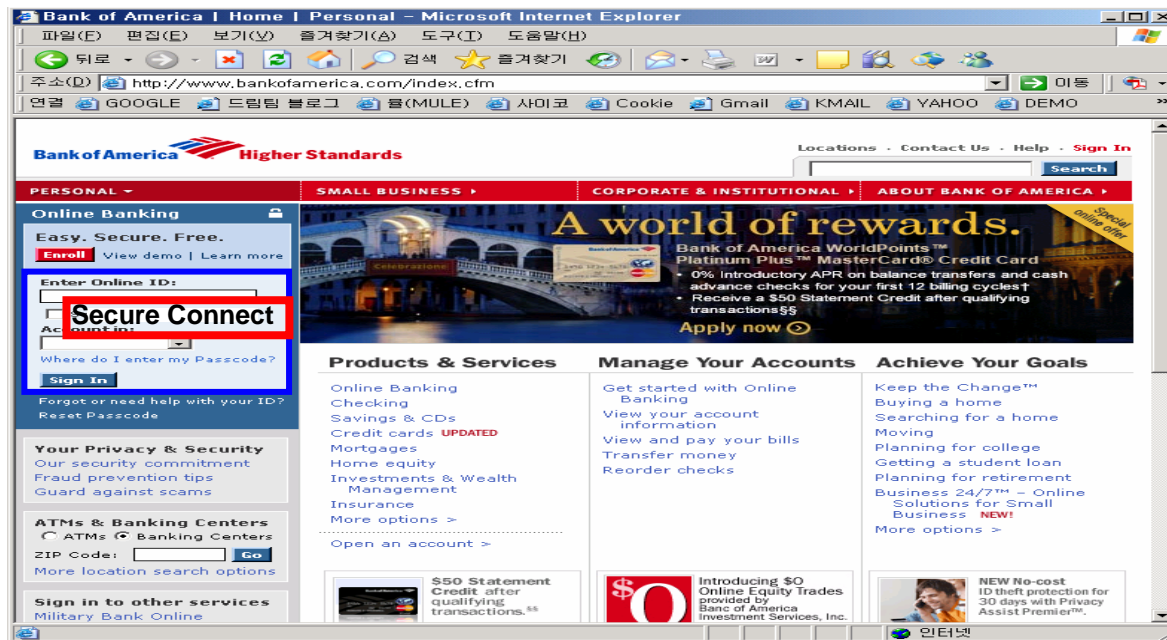 Bank of America | Home | Personal - Microsoft Internet Explorer
파일(F) 편집(E) 보기(V) 즐겨찾기(A) 도구(T) 도움말(H)
뒤로 검색 즐겨찾기
주소(D) http://www.bankofamerica.com/index.cfm 이동
연결 GOOGLE 드림팀 블로그 뮬(MULE) 사이코 Cookie Gmail KMAIL YAHOO DEMO »
Bank of America Higher Standards
Locations · Contact Us · Help · Sign In
Search
PERSONAL SMALL BUSINESS CORPORATE & INSTITUTIONAL ABOUT BANK OF AMERICA
Online Banking
Easy. Secure. Free.
Enroll View demo | Learn more
Enter Online ID:
Secure Connect
Account in:
Where do I enter my Passcode?
Sign In
Forgot or need help with your ID?
Reset Passcode
Your Privacy & Security
Our security commitment
Fraud prevention tips
Guard against scams
ATMs & Banking Centers
ATMs Banking Centers
ZIP Code: Go
More location search options
Sign in to other services
Military Bank Online
Celebrazione
A world of rewards.
Special online offer
Bank of America WorldPoints™
Platinum Plus™ MasterCard® Credit Card
• 0% Introductory APR on balance transfers and cash
advance checks for your first 12 billing cycles†
• Receive a $50 Statement Credit after qualifying
transactions§§
Apply now
Products & Services
Online Banking
Checking
Savings & CDs
Credit cards UPDATED
Mortgages
Home equity
Investments & Wealth
Management
Insurance
More options >
Open an account >
Manage Your Accounts
Get started with Online
Banking
View your account
information
View and pay your bills
Transfer money
Reorder checks
Achieve Your Goals
Keep the Change™
Buying a home
Searching for a home
Moving
Planning for college
Getting a student loan
Planning for retirement
Business 24/7™ – Online
Solutions for Small
Business NEW!
More options >
$50 Statement
Credit after
qualifying
transactions.§§
$0
Introducing $0
Online Equity Trades
provided by
Banc of America
Investment Services, Inc.
NEW No-cost
ID theft protection for
30 days with Privacy
Assist Premier™.
인터넷